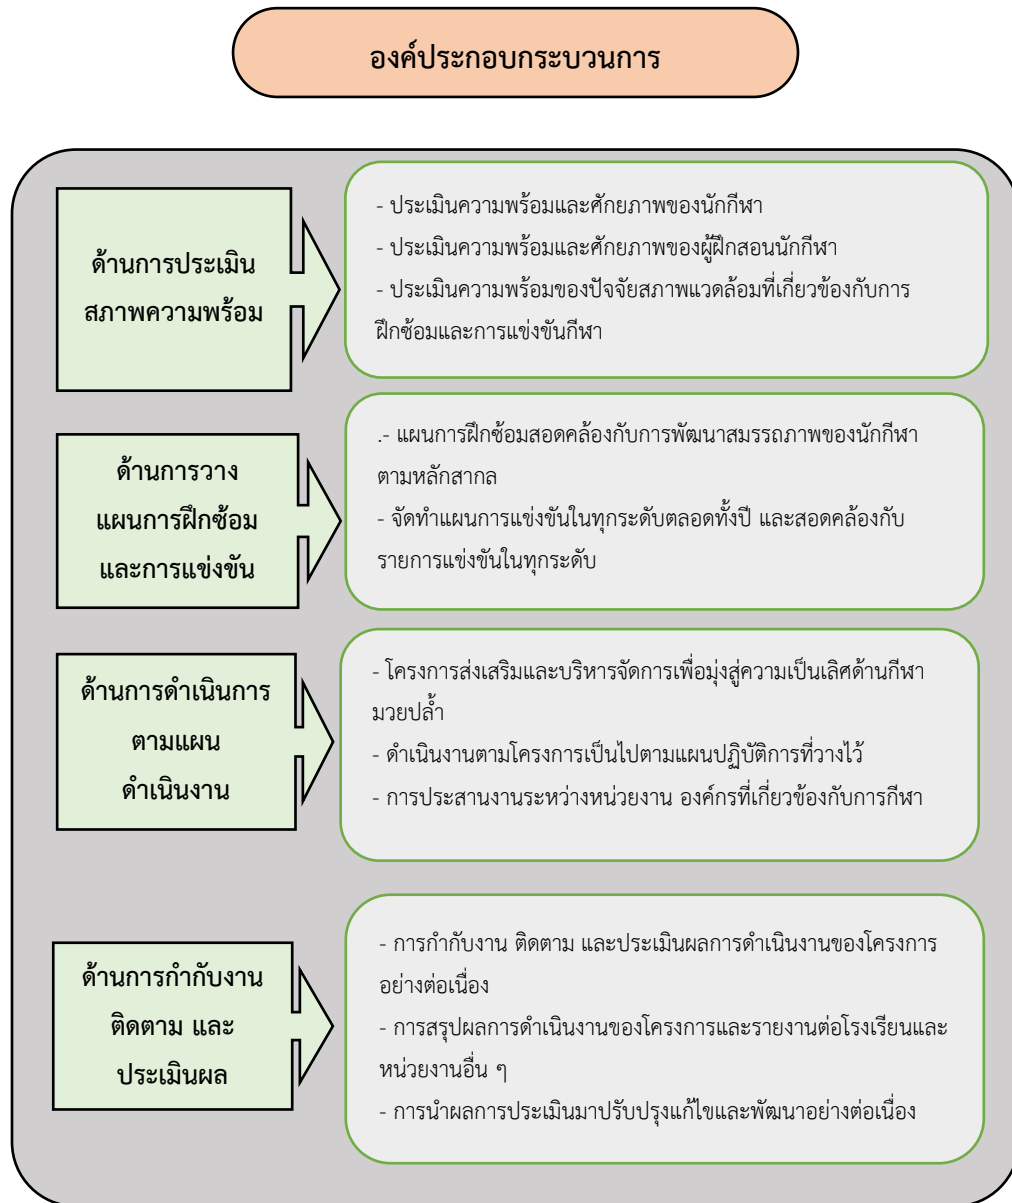 องค์ประกอบกระบวนการ
ด้านการประเมิน
สภาพความพร้อม
- ประเมินความพร้อมและศักยภาพของนักกีฬา
- ประเมินความพร้อมและศักยภาพของผู้ฝึกสอนนักกีฬา
- ประเมินความพร้อมของปัจจัยสภาพแวดล้อมที่เกี่ยวข้องกับการ
ฝึกซ้อมและการแข่งขันกีฬา
ด้านการวาง
แผนการฝึกซ้อม
และการแข่งขัน
.- แผนการฝึกซ้อมสอดคล้องกับการพัฒนาสมรรถภาพของนักกีฬา
ตามหลักสากล
- จัดทำแผนการแข่งขันในทุกระดับตลอดทั้งปี และสอดคล้องกับ
รายการแข่งขันในทุกระดับ
ด้านการดำเนินการ
ตามแผน
ดำเนินงาน
- โครงการส่งเสริมและบริหารจัดการเพื่อมุ่งสู่ความเป็นเลิศด้านกีฬา
มวยปล้ำ
- ดำเนินงานตามโครงการเป็นไปตามแผนปฏิบัติการที่วางไว้
- การประสานงานระหว่างหน่วยงาน องค์กรที่เกี่ยวข้องกับการกีฬา
ด้านการกำกับงาน
ติดตาม และ
ประเมินผล
- การกำกับงาน ติดตาม และประเมินผลการดำเนินงานของโครงการ
อย่างต่อเนื่อง
- การสรุปผลการดำเนินงานของโครงการและรายงานต่อโรงเรียนและ
หน่วยงานอื่น ๆ
- การนำผลการประเมินมาปรับปรุงแก้ไขและพัฒนาอย่างต่อเนื่อง